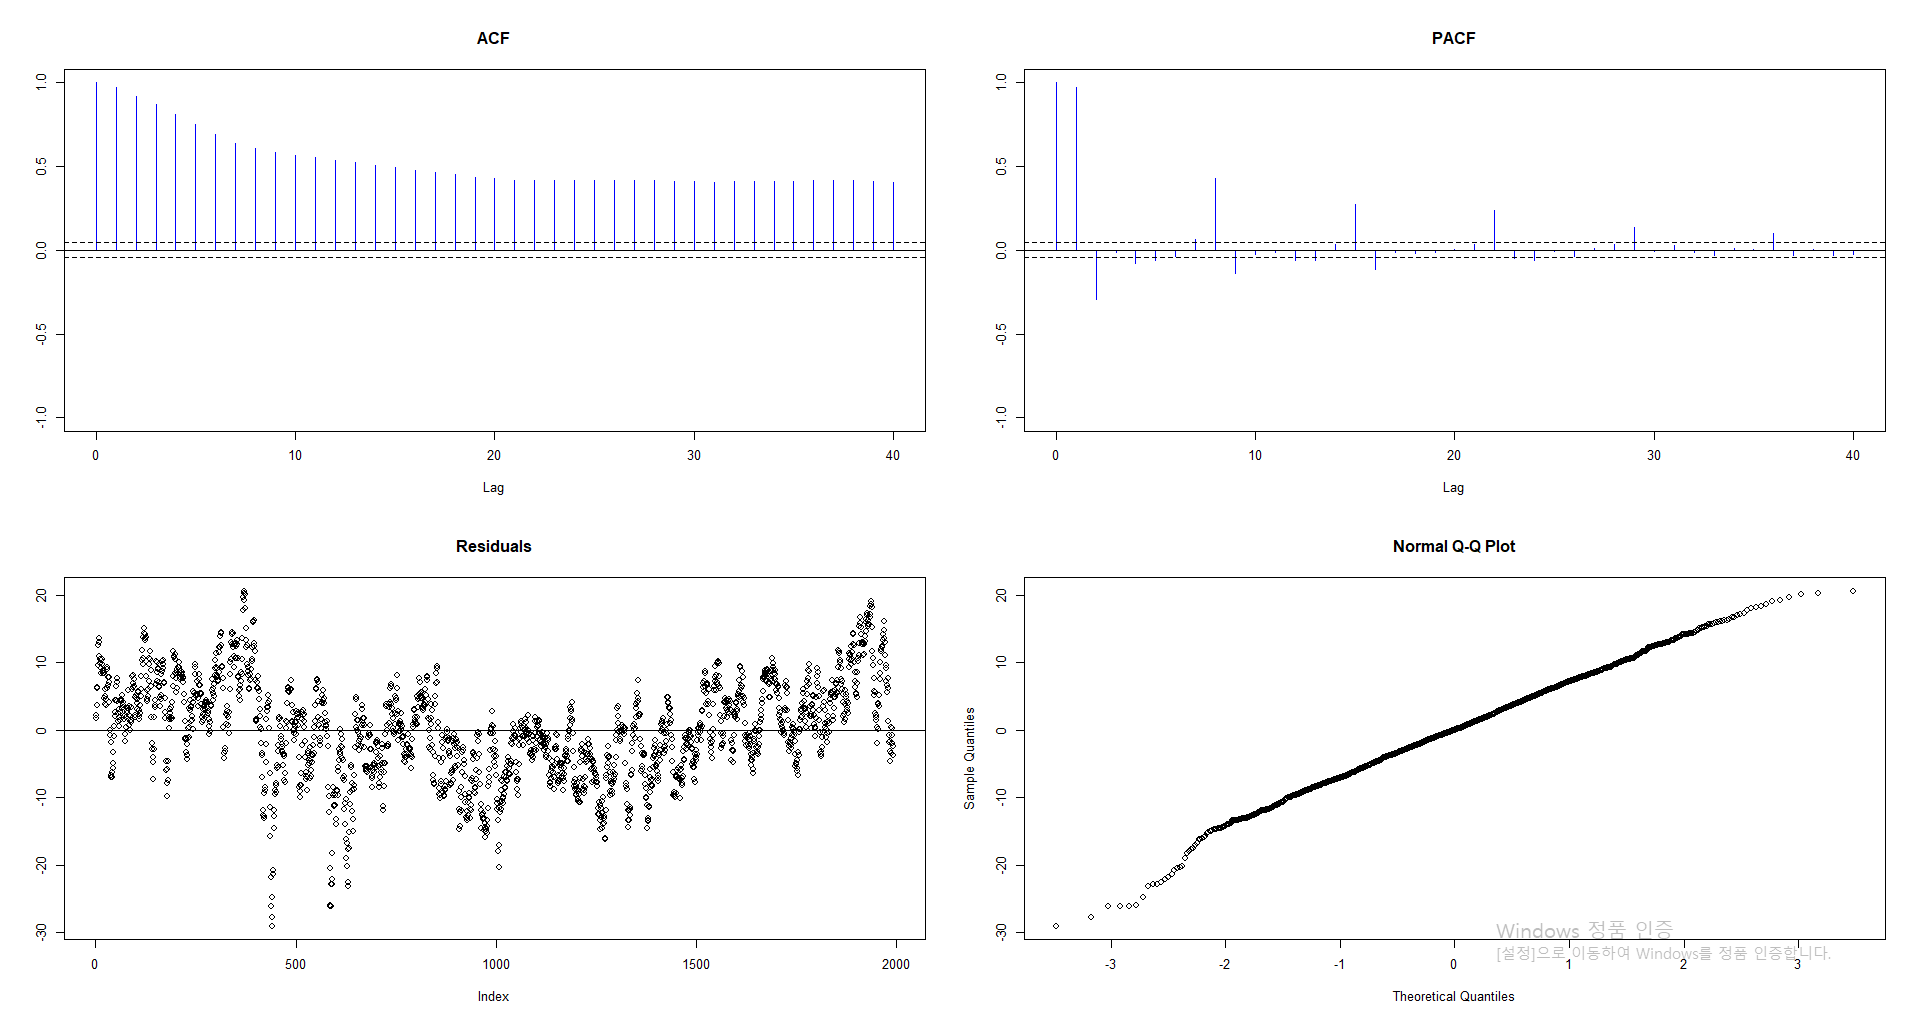 ACF
1.0
0.5
0.0
-0.5
-1.0
0 10 20 30 40
Lag
PACF
1.0
0.5
0.0
-0.5
-1.0
0 10 20 30 40
Lag
Residuals
20
10
0
-10
-20
-30
0 500 1000 1500 2000
Index
Normal Q-Q Plot
Sample Quantiles
20
10
0
-10
-20
-30
-3 -2 -1 0 1 2 3
Theoretical Quantiles
Windows 정품 인증
[설정]으로 이동하여 Windows를 정품 인증합니다.